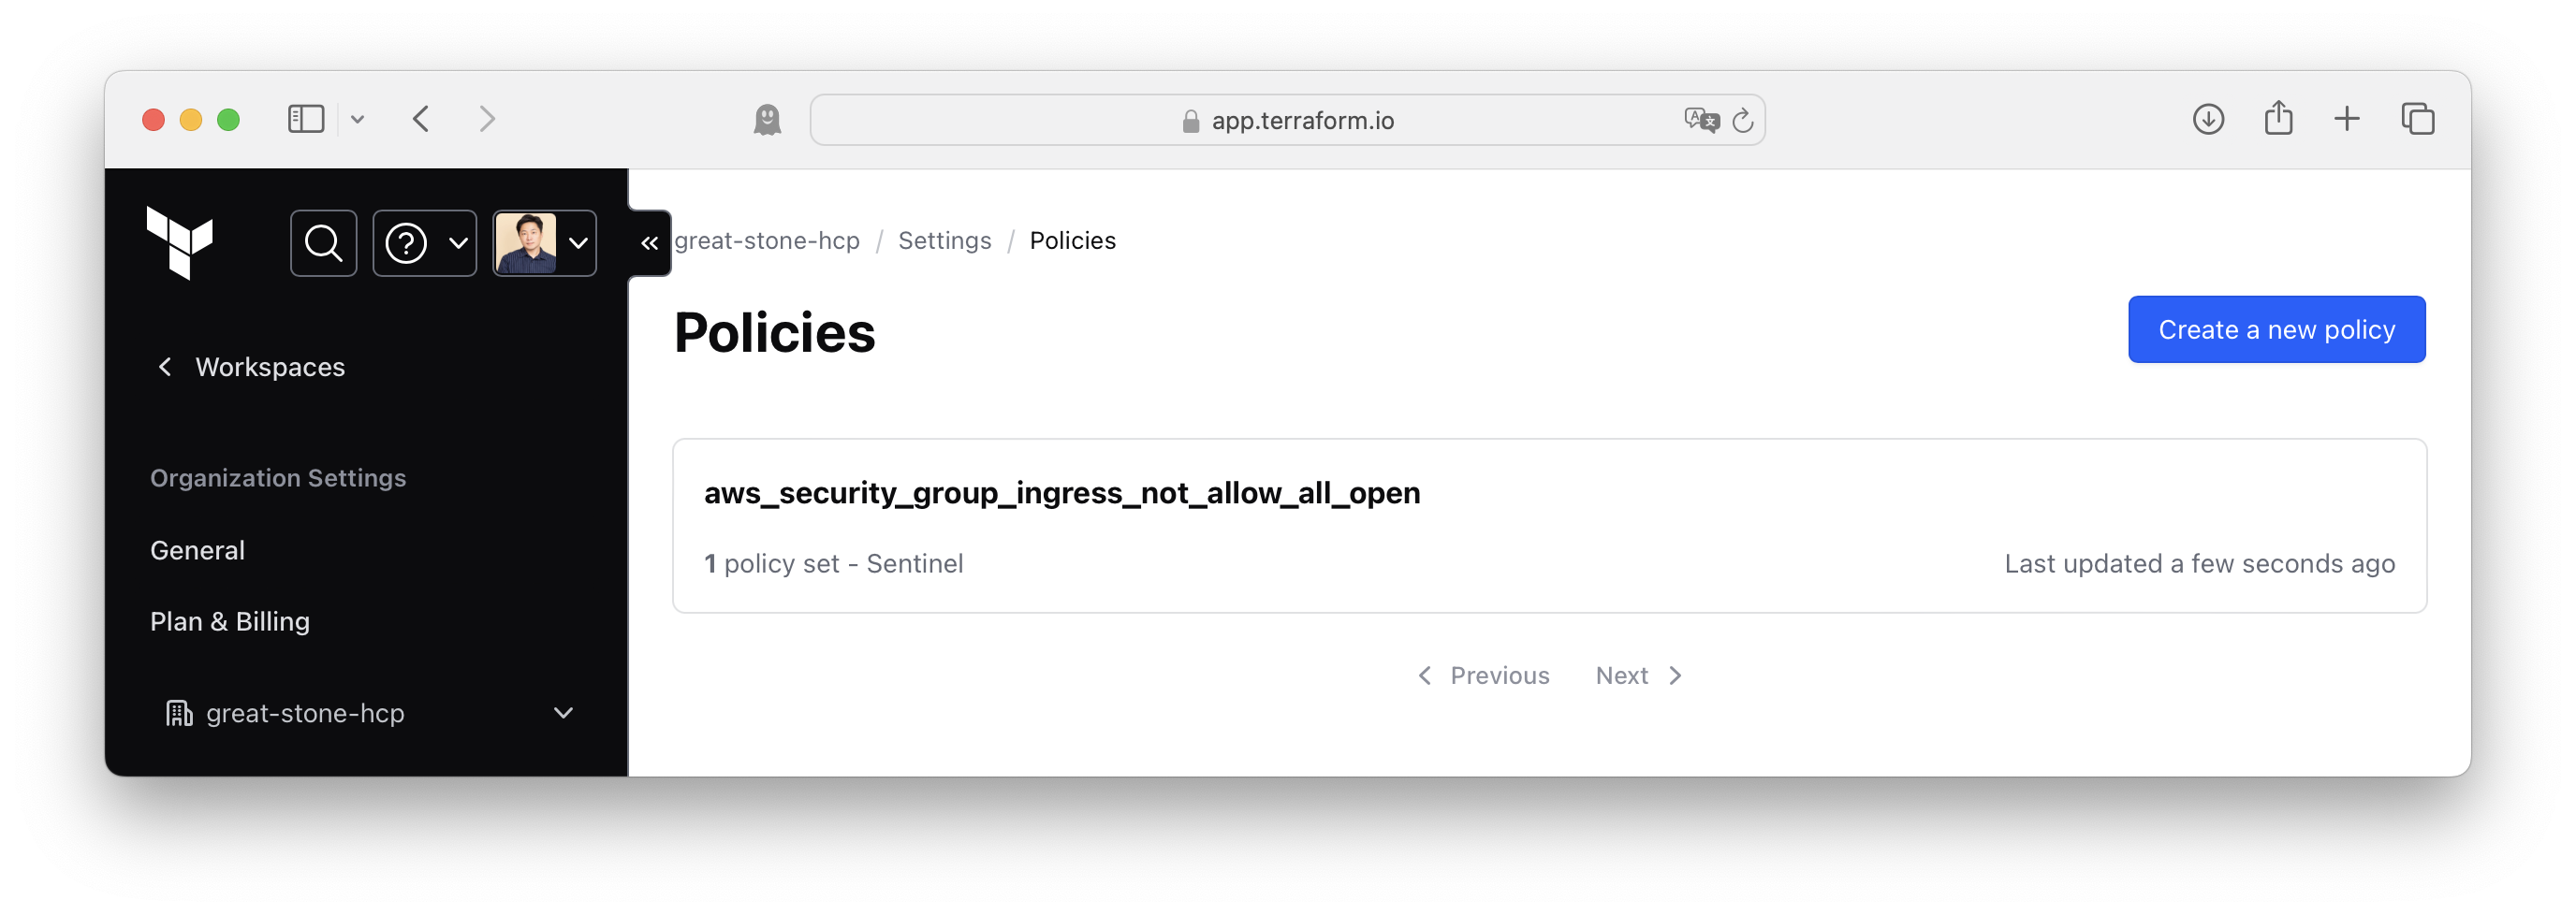 app.terraform.io
great-stone-hcp / Settings / Policies
Policies
Create a new policy
Workspaces
Organization Settings
General
Plan & Billing
great-stone-hcp
aws_security_group_ingress_not_allow_all_open
1 policy set - Sentinel
Last updated a few seconds ago
Previous
Next